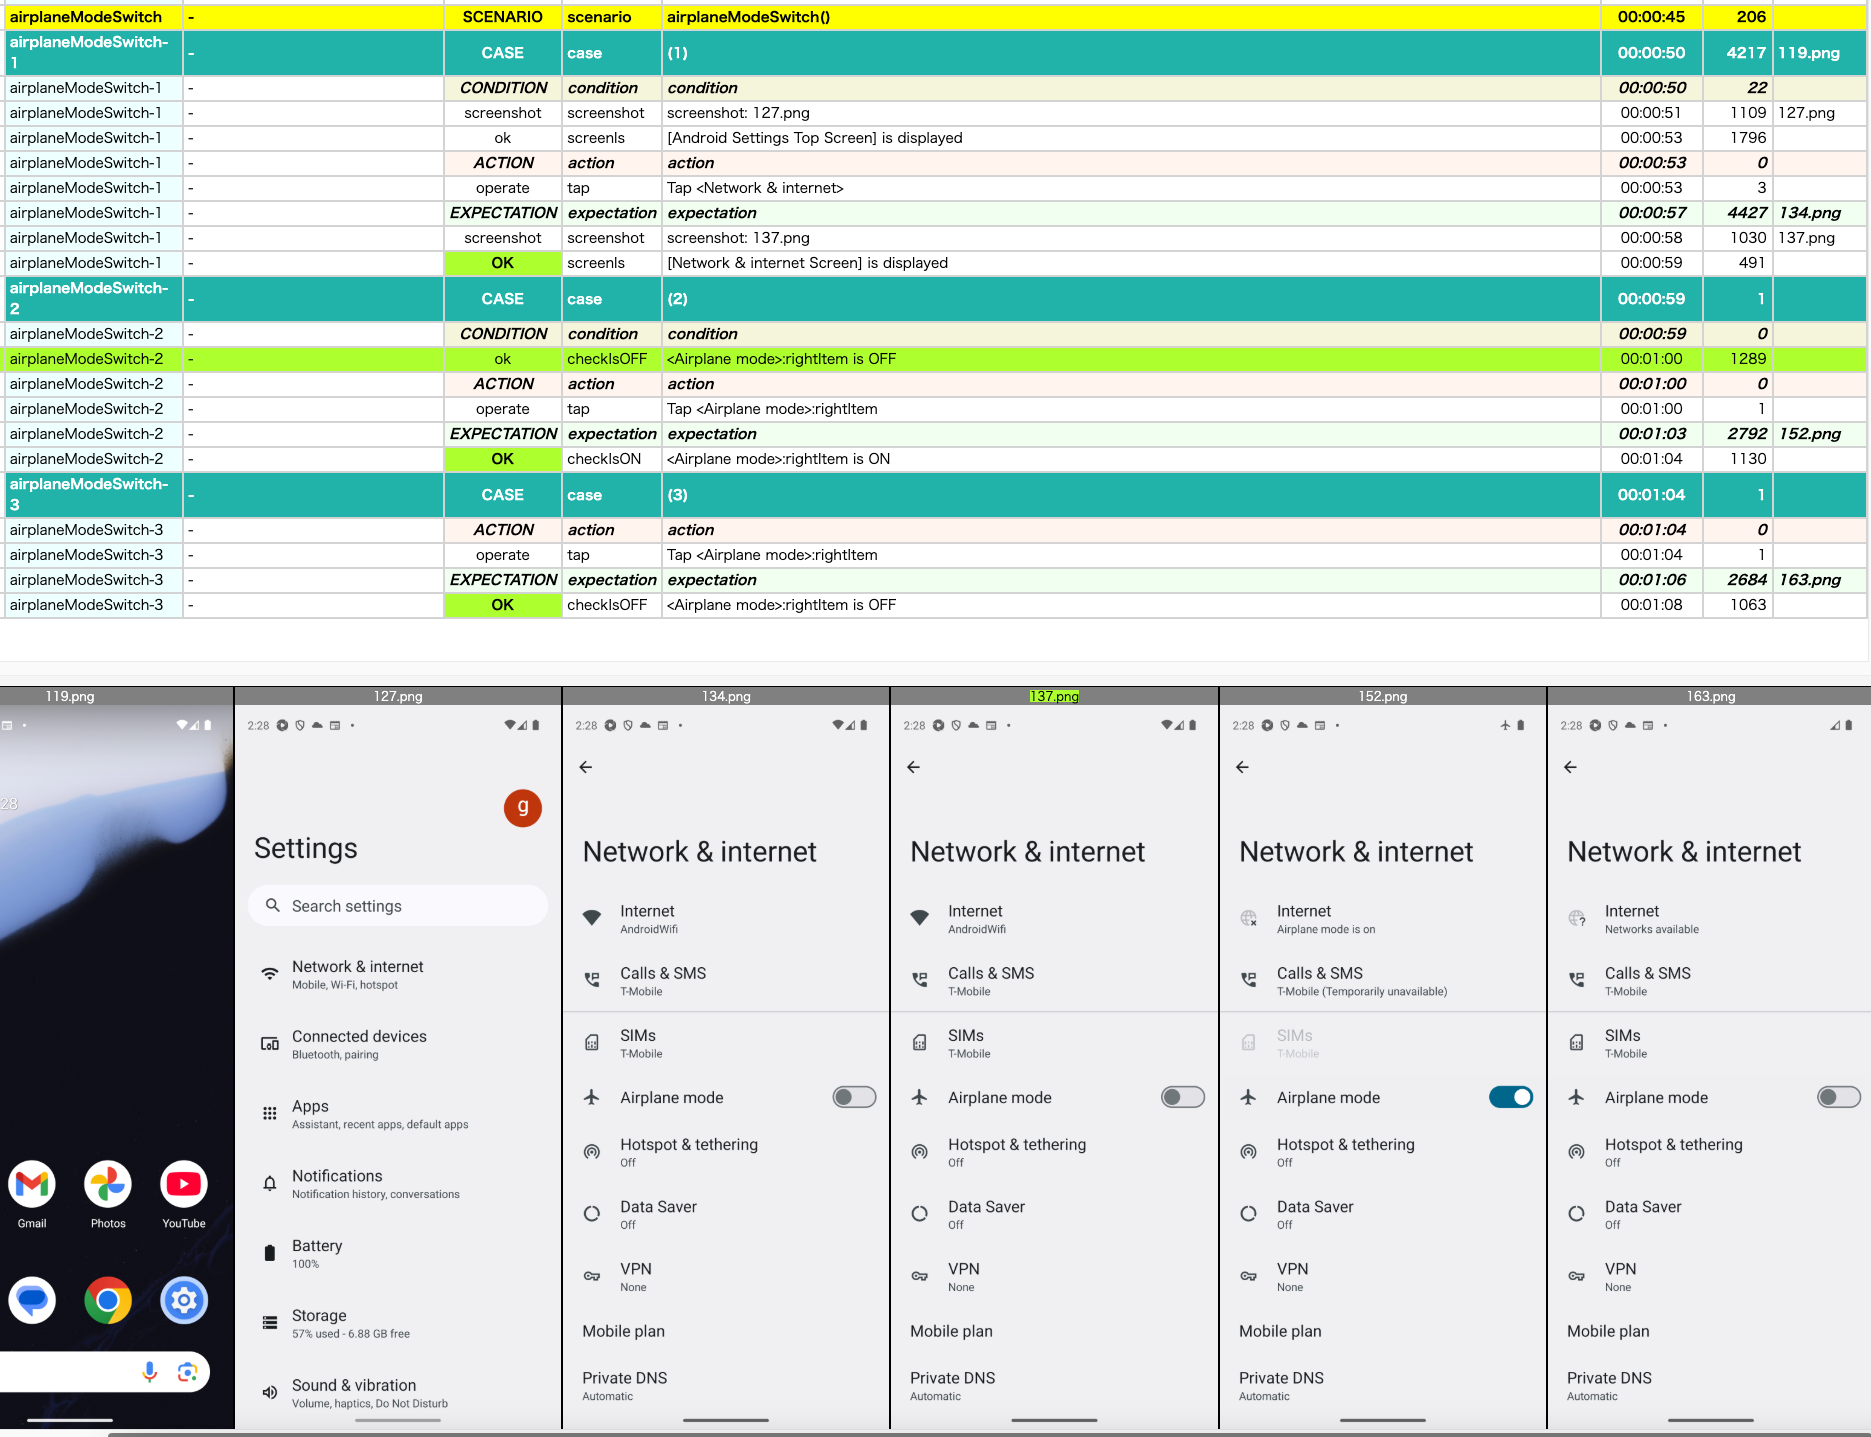 airplaneModeSwitch - SCENARIO scenario airplaneModeSwitch() 00:00:45 206
airplaneModeSwitch-1 - CASE case (1) 00:00:50 4217 119.png
airplaneModeSwitch-1 - CONDITION condition condition 00:00:50 22
airplaneModeSwitch-1 - screenshot screenshot screenshot: 127.png 00:00:51 1109 127.png
airplaneModeSwitch-1 - ok screenIs [Android Settings Top Screen] is displayed 00:00:53 1796
airplaneModeSwitch-1 - ACTION action action 00:00:53 0
airplaneModeSwitch-1 - operate tap Tap <Network & internet> 00:00:53 3
airplaneModeSwitch-1 - EXPECTATION expectation expectation 00:00:57 4427 134.png
airplaneModeSwitch-1 - screenshot screenshot screenshot: 137.png 00:00:58 1030 137.png
airplaneModeSwitch-1 - OK screenIs [Network & internet Screen] is displayed 00:00:59 491
airplaneModeSwitch-2 - CASE case (2) 00:00:59 1
airplaneModeSwitch-2 - CONDITION condition condition 00:00:59 0
airplaneModeSwitch-2 - ok checkIsOFF <Airplane mode>:rightItem is OFF 00:01:00 1289
airplaneModeSwitch-2 - ACTION action action 00:01:00 0
airplaneModeSwitch-2 - operate tap Tap <Airplane mode>:rightItem 00:01:00 1
airplaneModeSwitch-2 - EXPECTATION expectation expectation 00:01:03 2792 152.png
airplaneModeSwitch-2 - OK checkIsON <Airplane mode>:rightItem is ON 00:01:04 1130
airplaneModeSwitch-3 - CASE case (3) 00:01:04 1
airplaneModeSwitch-3 - ACTION action action 00:01:04 0
airplaneModeSwitch-3 - operate tap Tap <Airplane mode>:rightItem 00:01:04 1
airplaneModeSwitch-3 - EXPECTATION expectation expectation 00:01:06 2684 163.png
airplaneModeSwitch-3 - OK checkIsOFF <Airplane mode>:rightItem is OFF 00:01:08 1063
119.png
28
Gmail Photos YouTube
127.png
2:28
g
Settings
Search settings
Network & internet
Mobile, Wi-Fi, hotspot
Connected devices
Bluetooth, pairing
Apps
Assistant, recent apps, default apps
Notifications
Notification history, conversations
Battery
100%
Storage
57% used - 6.88 GB free
Sound & vibration
Volume, haptics, Do Not Disturb
134.png
2:28
Network & internet
Internet
AndroidWifi
Calls & SMS
T-Mobile
SIMs
T-Mobile
Airplane mode
Hotspot & tethering
Off
Data Saver
Off
VPN
None
Mobile plan
Private DNS
Automatic
137.png
2:28
Network & internet
Internet
AndroidWifi
Calls & SMS
T-Mobile
SIMs
T-Mobile
Airplane mode
Hotspot & tethering
Off
Data Saver
Off
VPN
None
Mobile plan
Private DNS
Automatic
152.png
2:28
Network & internet
Internet
Airplane mode is on
Calls & SMS
T-Mobile (Temporarily unavailable)
SIMs
T-Mobile
Airplane mode
Hotspot & tethering
Off
Data Saver
Off
VPN
None
Mobile plan
Private DNS
Automatic
163.png
2:28
Network & internet
Internet
Networks available
Calls & SMS
T-Mobile
SIMs
T-Mobile
Airplane mode
Hotspot & tethering
Off
Data Saver
Off
VPN
None
Mobile plan
Private DNS
Automatic